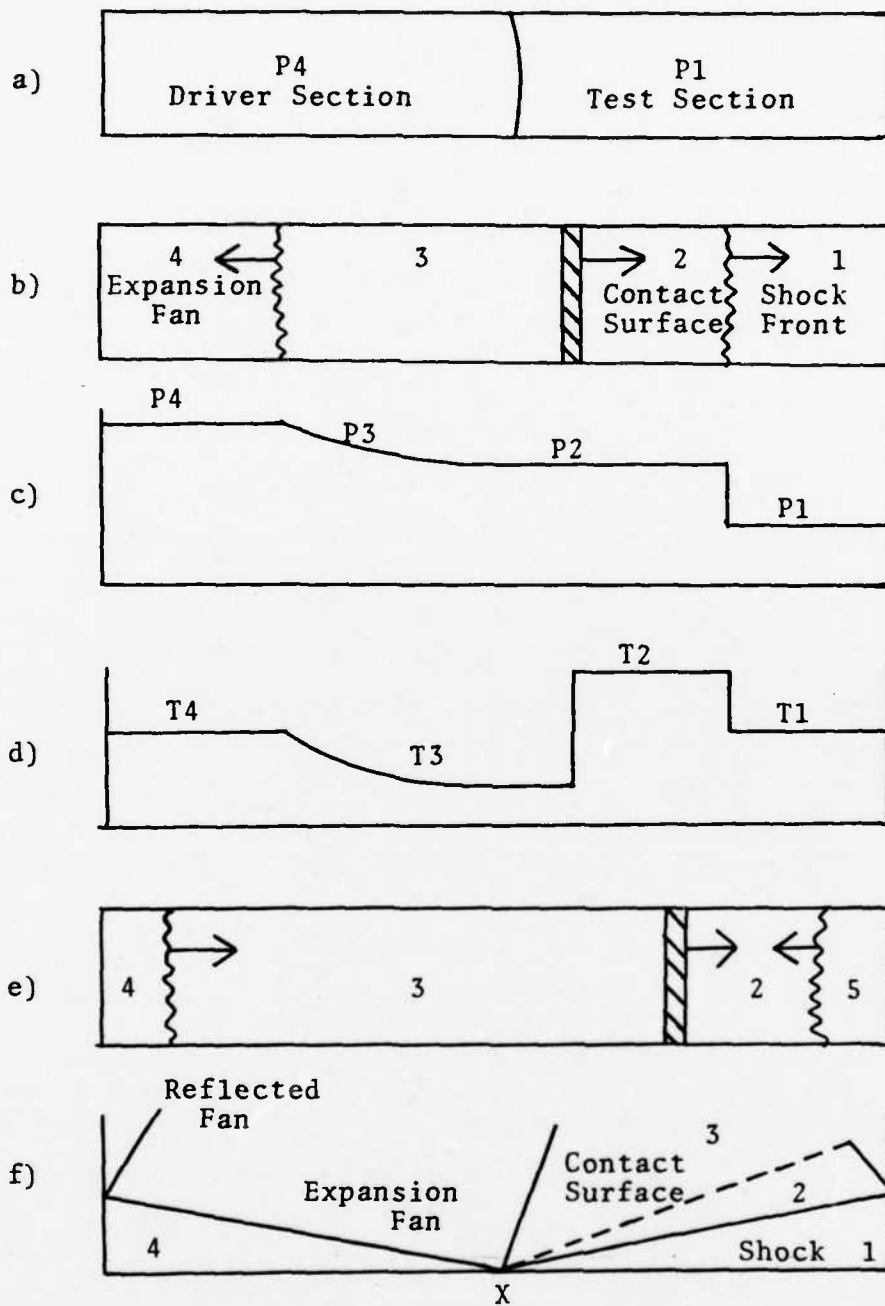 a)
P4
Driver Section
P1
Test Section
b)
4
Expansion
Fan
3
2
Contact
Surface
1
Shock
Front
c)
P4
P3
P2
P1
d)
T4
T3
T2
T1
e)
4
3
2
5
f)
Reflected
Fan
Expansion
Fan
4
3
Contact
Surface
2
Shock
1
X